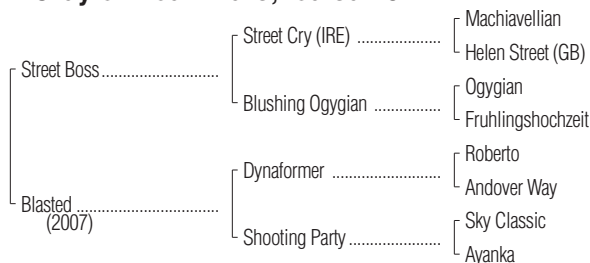 Machiavellian
Street Cry (IRE) ..................
Helen Street (GB)
Street Boss.........................
Ogygian
Blushing Ogygian ...............
Fruhlingshochzeit
Roberto
Dynaformer ........................
Andover Way
Blasted ..............................
(2007)
Sky Classic
Shooting Party....................
Ayanka